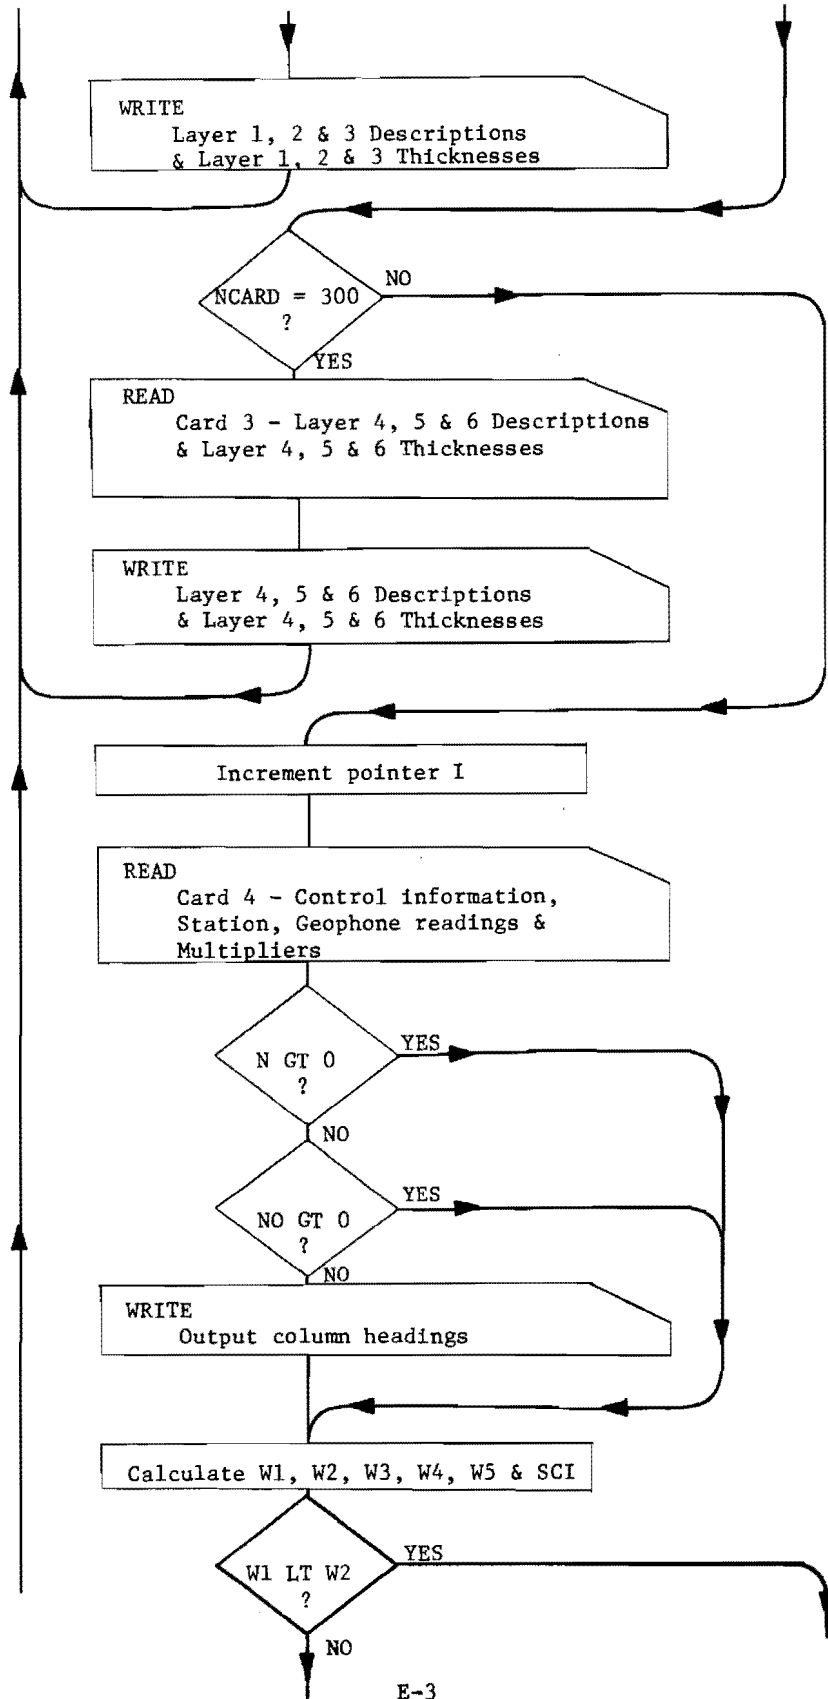 WRITE
Layer 1, 2 & 3 Descriptions
& Layer 1, 2 & 3 Thicknesses
NCARD = 300
?
NO
YES
READ
Card 3 - Layer 4, 5 & 6 Descriptions
& Layer 4, 5 & 6 Thicknesses
WRITE
Layer 4, 5 & 6 Descriptions
& Layer 4, 5 & 6 Thicknesses
Increment pointer I
READ
Card 4 - Control information,
Station, Geophone readings &
Multipliers
N GT 0
?
YES
NO
NO GT 0
?
YES
NO
WRITE
Output column headings
Calculate W1, W2, W3, W4, W5 & SCI
W1 LT W2
?
YES
NO
E-3